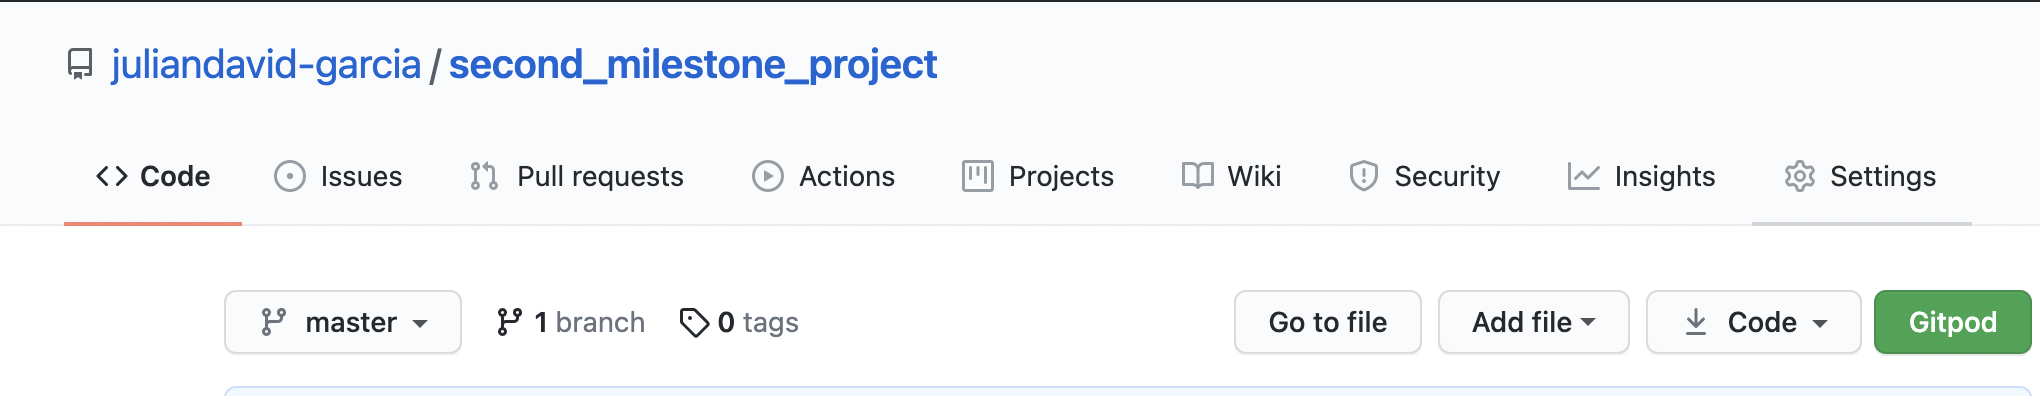 juliandavid-garcia / second_milestone_project
Code Issues Pull requests Actions Projects Wiki Security Insights Settings
master 1 branch 0 tags Go to file Add file Code Gitpod